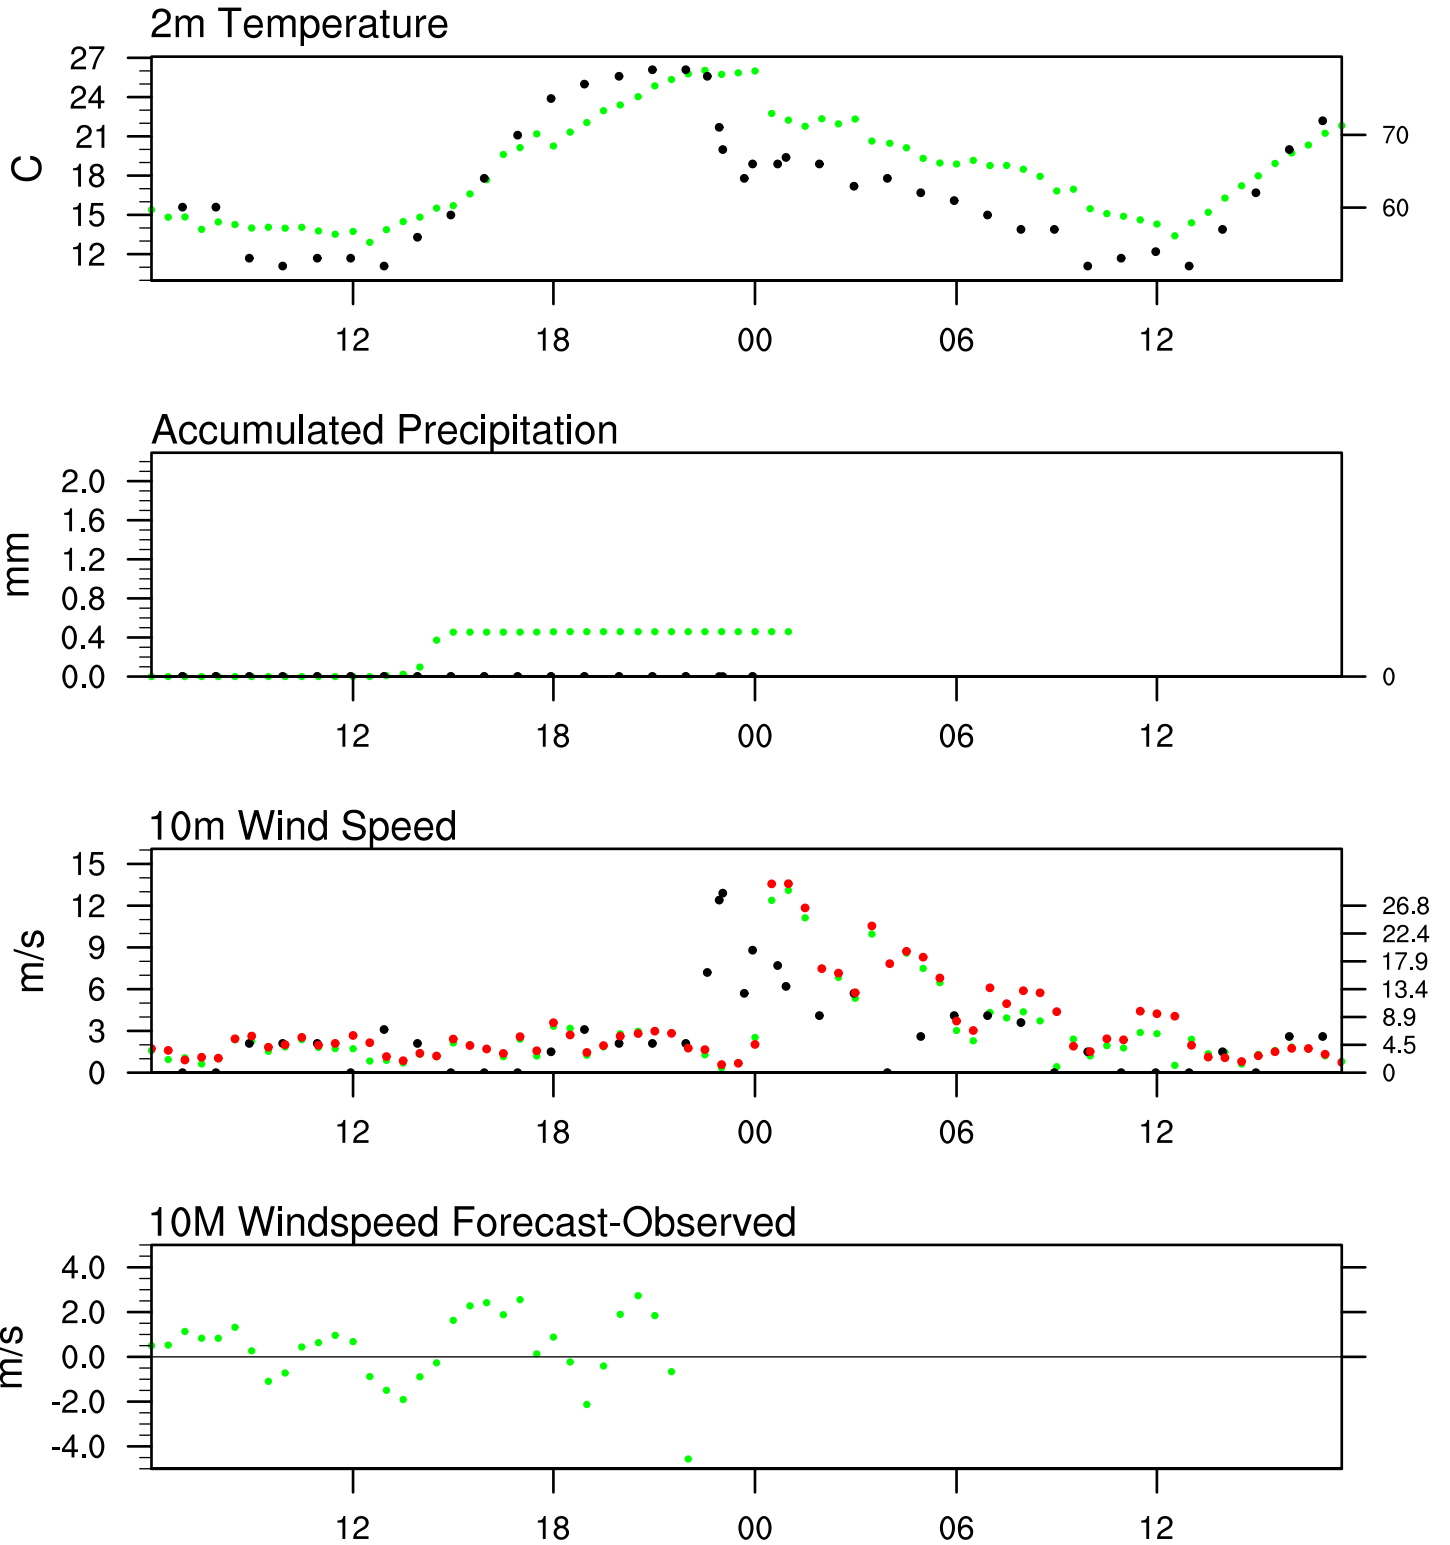 2m Temperature
27
24
21
18
15
12
C
70
60
12 18 00 06 12
Accumulated Precipitation
2.0
1.6
1.2
0.8
0.4
0.0
mm
0
12 18 00 06 12
10m Wind Speed
15
12
9
6
3
0
m/s
26.8
22.4
17.9
13.4
8.9
4.5
0
12 18 00 06 12
10M Windspeed Forecast-Observed
4.0
2.0
0.0
-2.0
-4.0
m/s
12 18 00 06 12